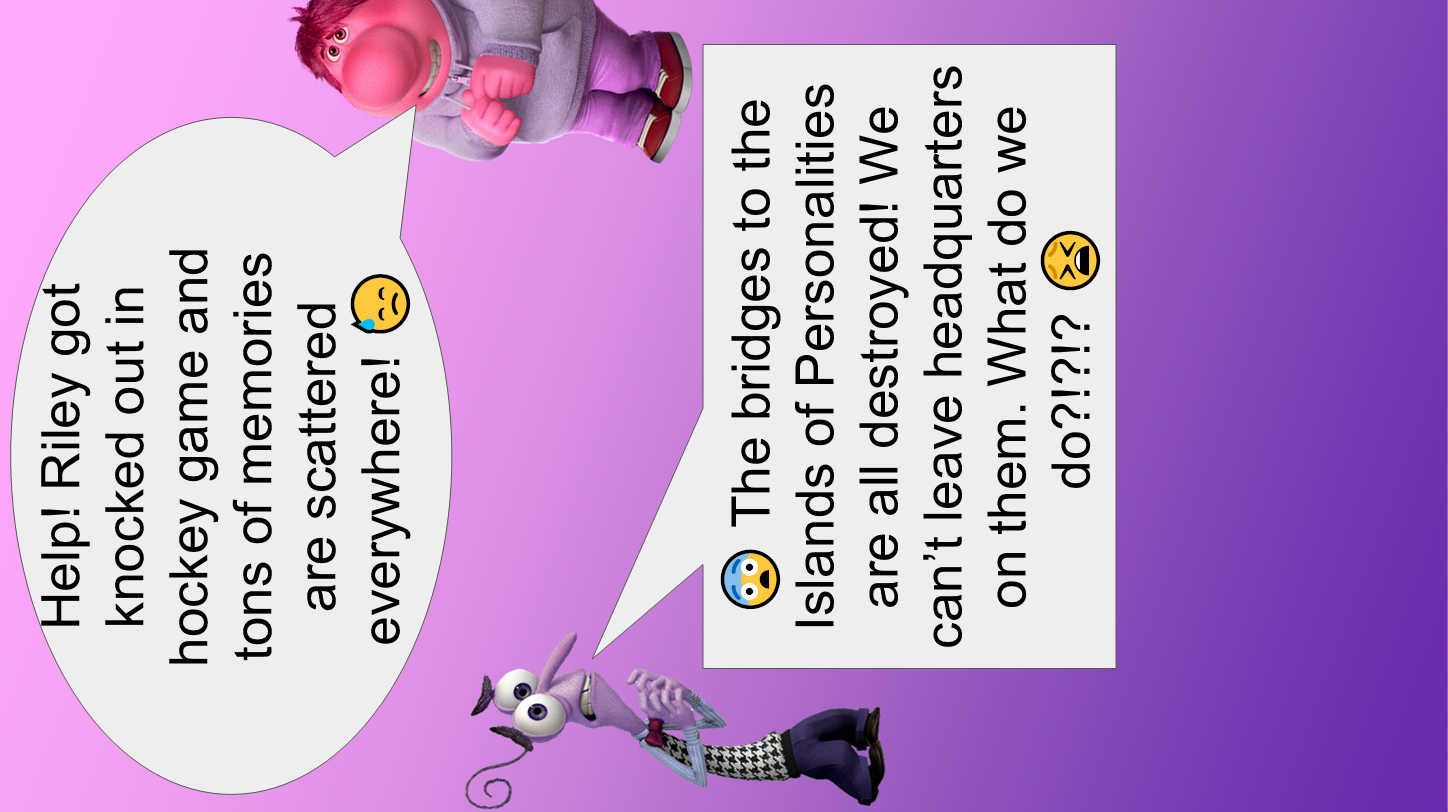 Help! Riley got
knocked out in
hockey game and
tons of memories
are scattered
everywhere! 😓
😰 The bridges to the
Islands of Personalities
are all destroyed! We
can’t leave headquarters
on them. What do we
do?!?!? 😫